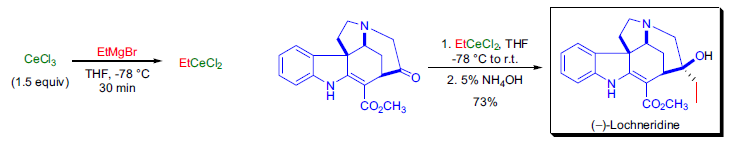 CeCl3
(1.5 equiv)
EtMgBr
THF, -78 °C
30 min
EtCeCl2
N
O
N
H
CO2CH3
1. EtCeCl2, THF
-78 °C to r.t.
2. 5% NH4OH
73%
N
OH
N
H
CO2CH3
(−)-Lochneridine